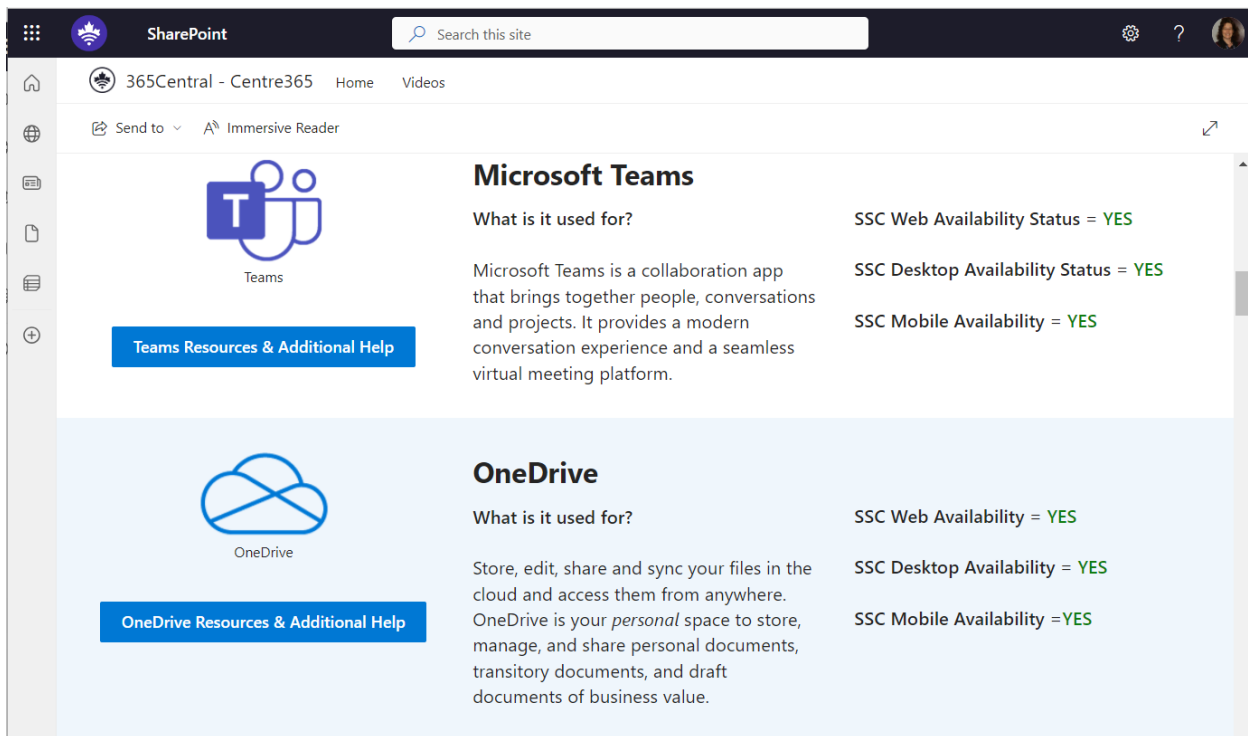 SharePoint
Search this site
?
365Central - Centre365
Home
Videos
Send to
Immersive Reader
T
Teams
Teams Resources & Additional Help
Microsoft Teams
What is it used for?
Microsoft Teams is a collaboration app
that brings together people, conversations
and projects. It provides a modern
conversation experience and a seamless
virtual meeting platform.
SSC Web Availability Status = YES
SSC Desktop Availability Status = YES
SSC Mobile Availability = YES
OneDrive
OneDrive Resources & Additional Help
OneDrive
What is it used for?
Store, edit, share and sync your files in the
cloud and access them from anywhere.
OneDrive is your personal space to store,
manage, and share personal documents,
transitory documents, and draft
documents of business value.
SSC Web Availability = YES
SSC Desktop Availability = YES
SSC Mobile Availability =YES